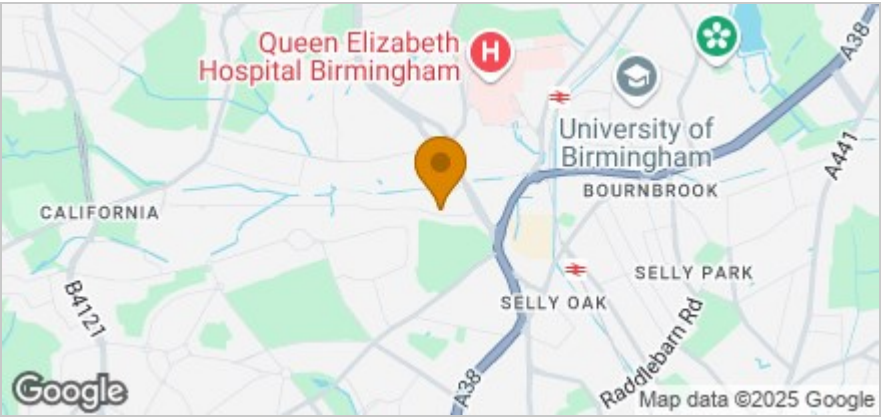 Queen Elizabeth
Hospital Birmingham
H
A38
University of
Birmingham
A441
BOURNBROOK
CALIFORNIA
SELLY PARK
B4121
SELLY OAK
Raddlebarn Rd
A38
Google
Map data ©2025 Google